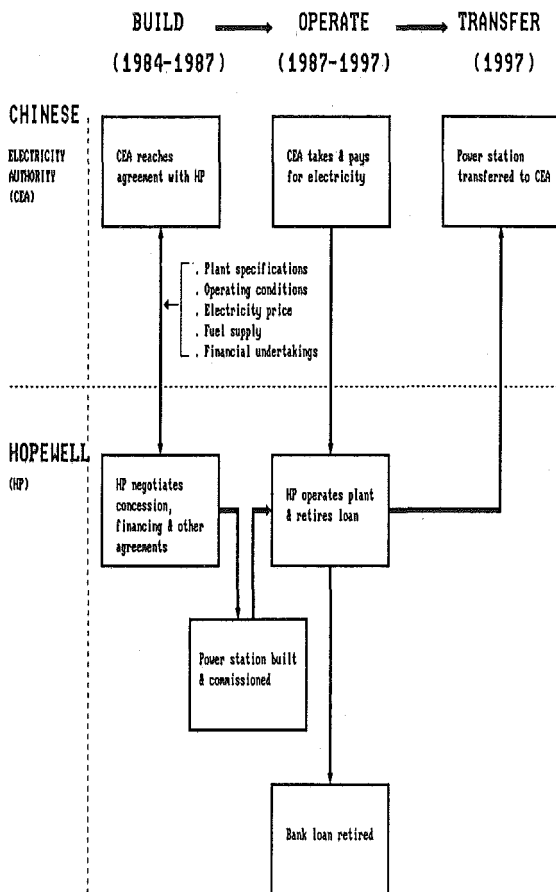 BUILD OPERATE TRANSFER
(1984-1987) (1987-1997) (1997)
CHINESE
ELECTRICITY
AUTHORITY
(CEA)
CEA reaches
agreement with HP
CEA takes & pays
for electricity
Power station
transferred to CEA
. Plant specifications
. Operating conditions
. Electricity price
. Fuel supply
. Financial undertakings
HOPEWELL
(HP)
HP negotiates
concession,
financing & other
agreements
HP operates plant
& retires loan
Power station built
& commissioned
Bank loan retired